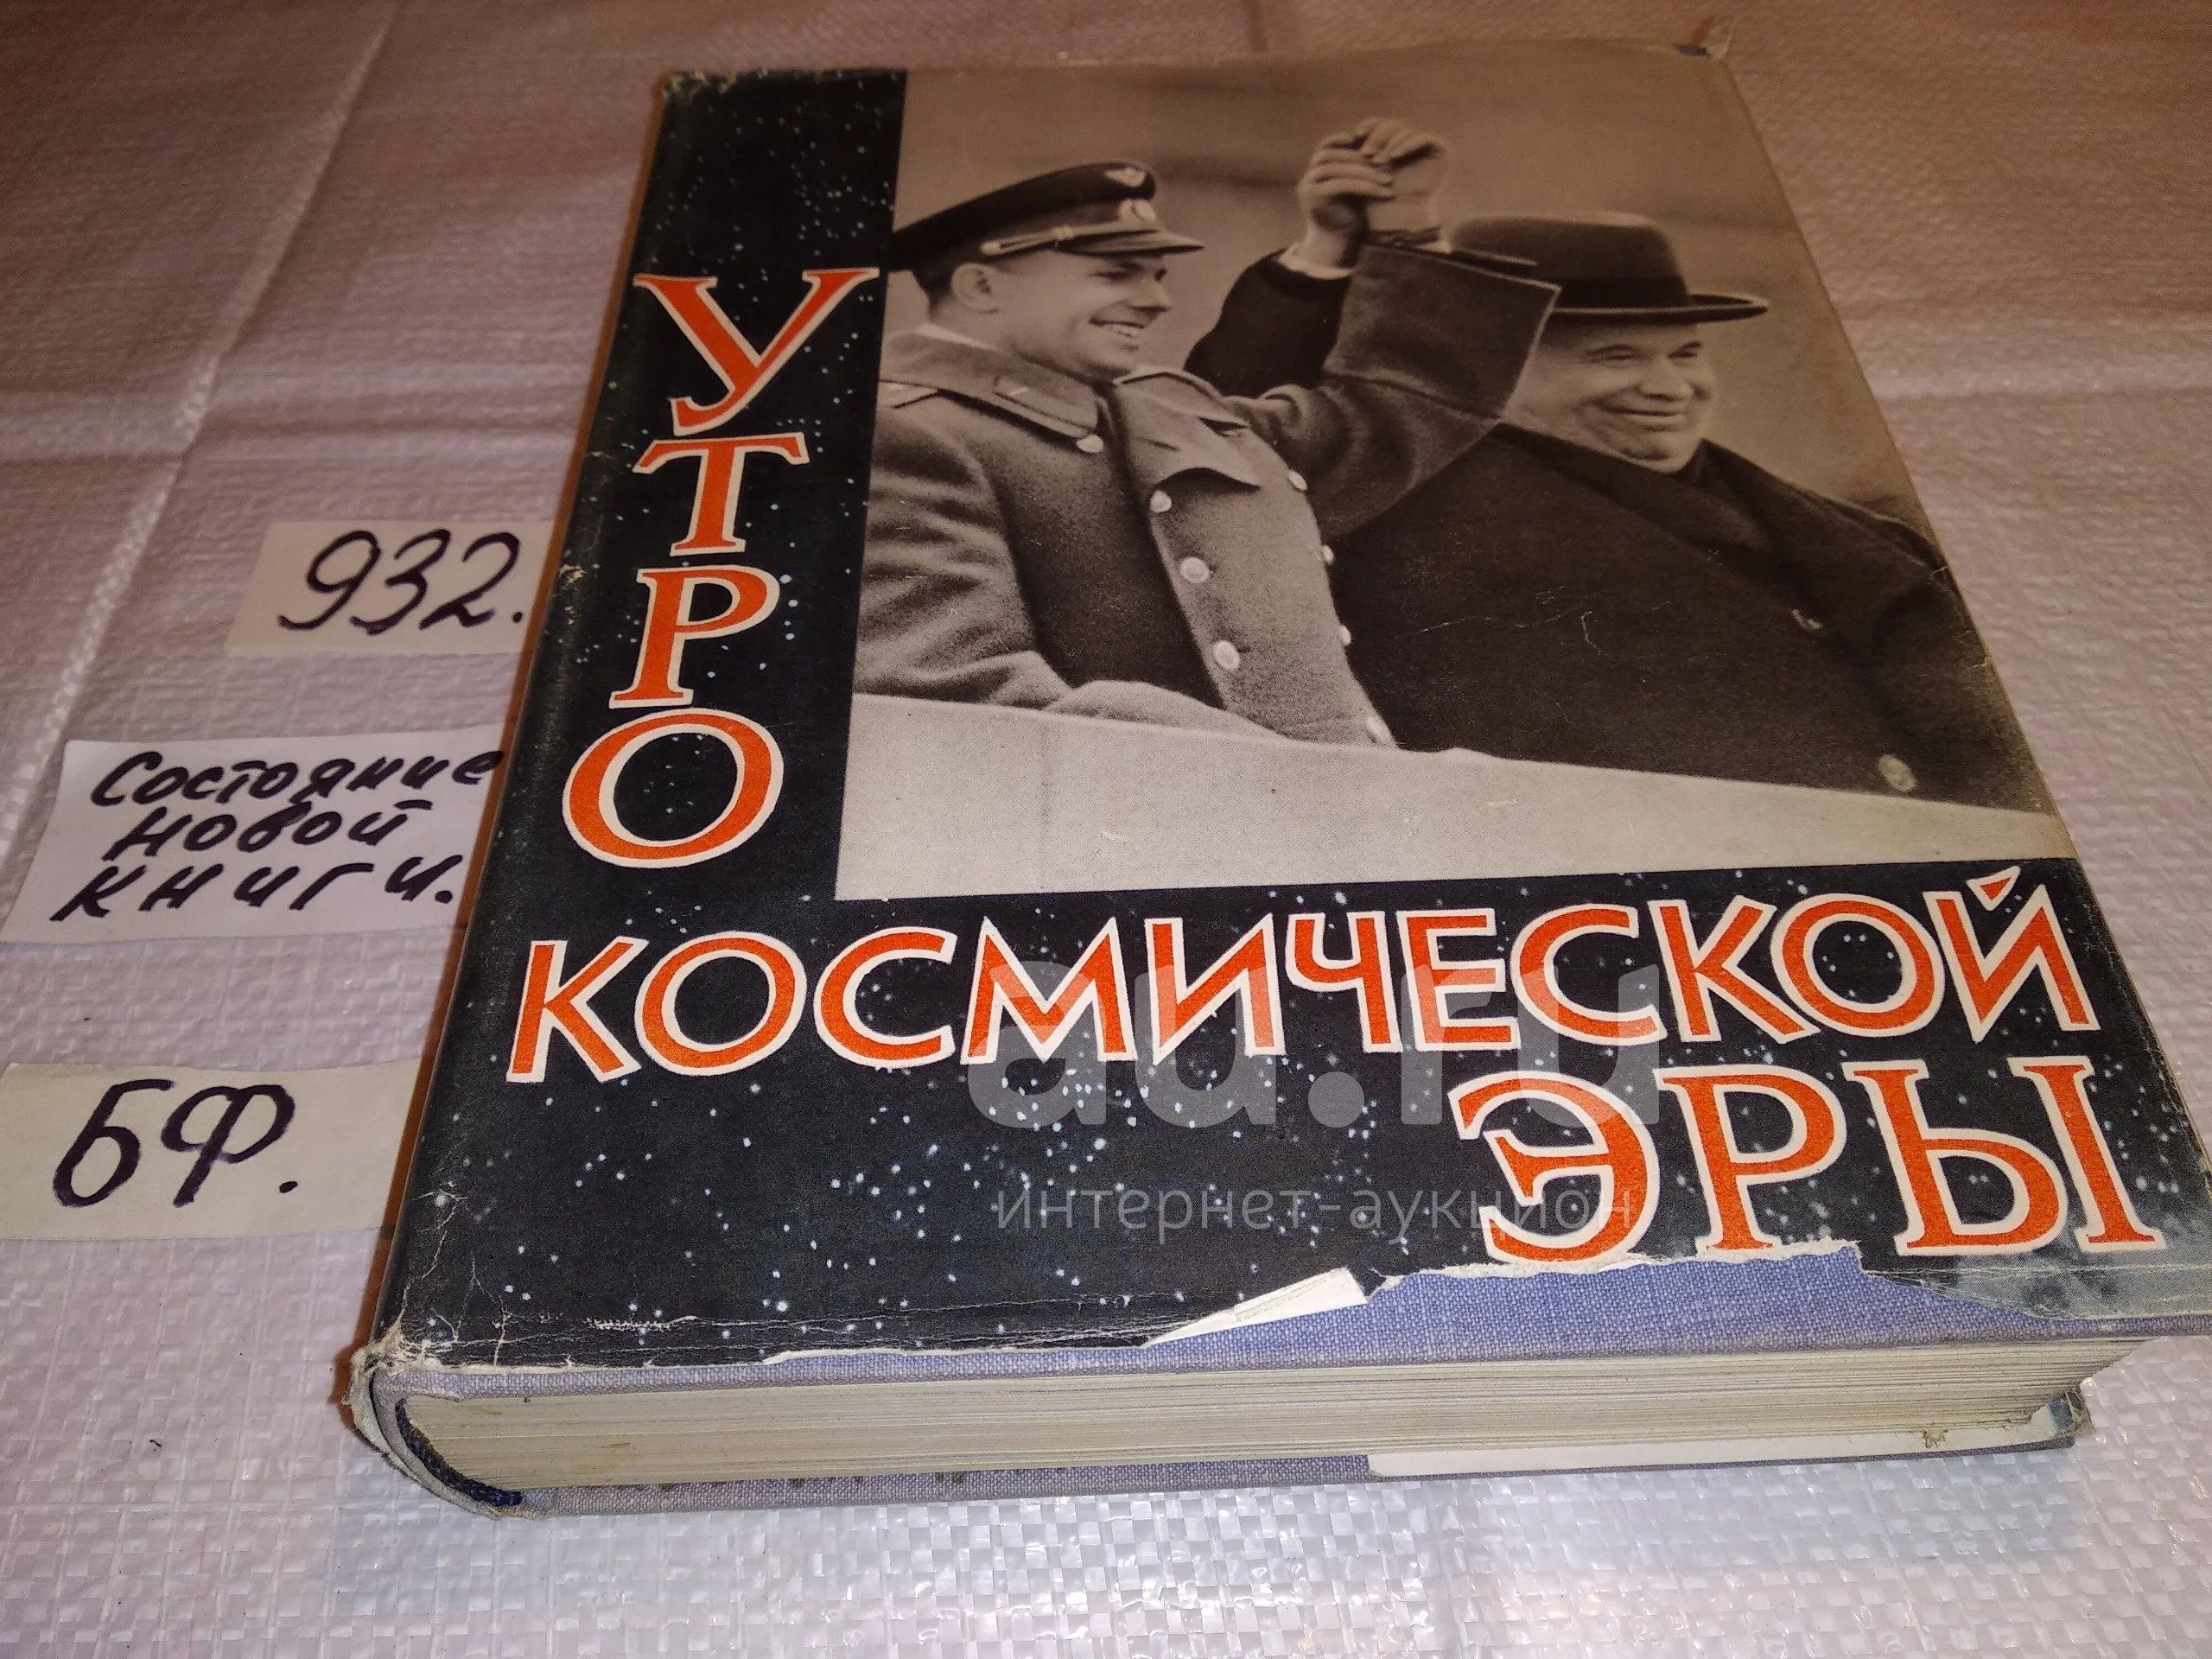 УТРО
КОСМИЧЕСКОЙ
ЭРЫ
932.
Состояние
новой
книги.
БФ.
au.ru
интернет-аукцион